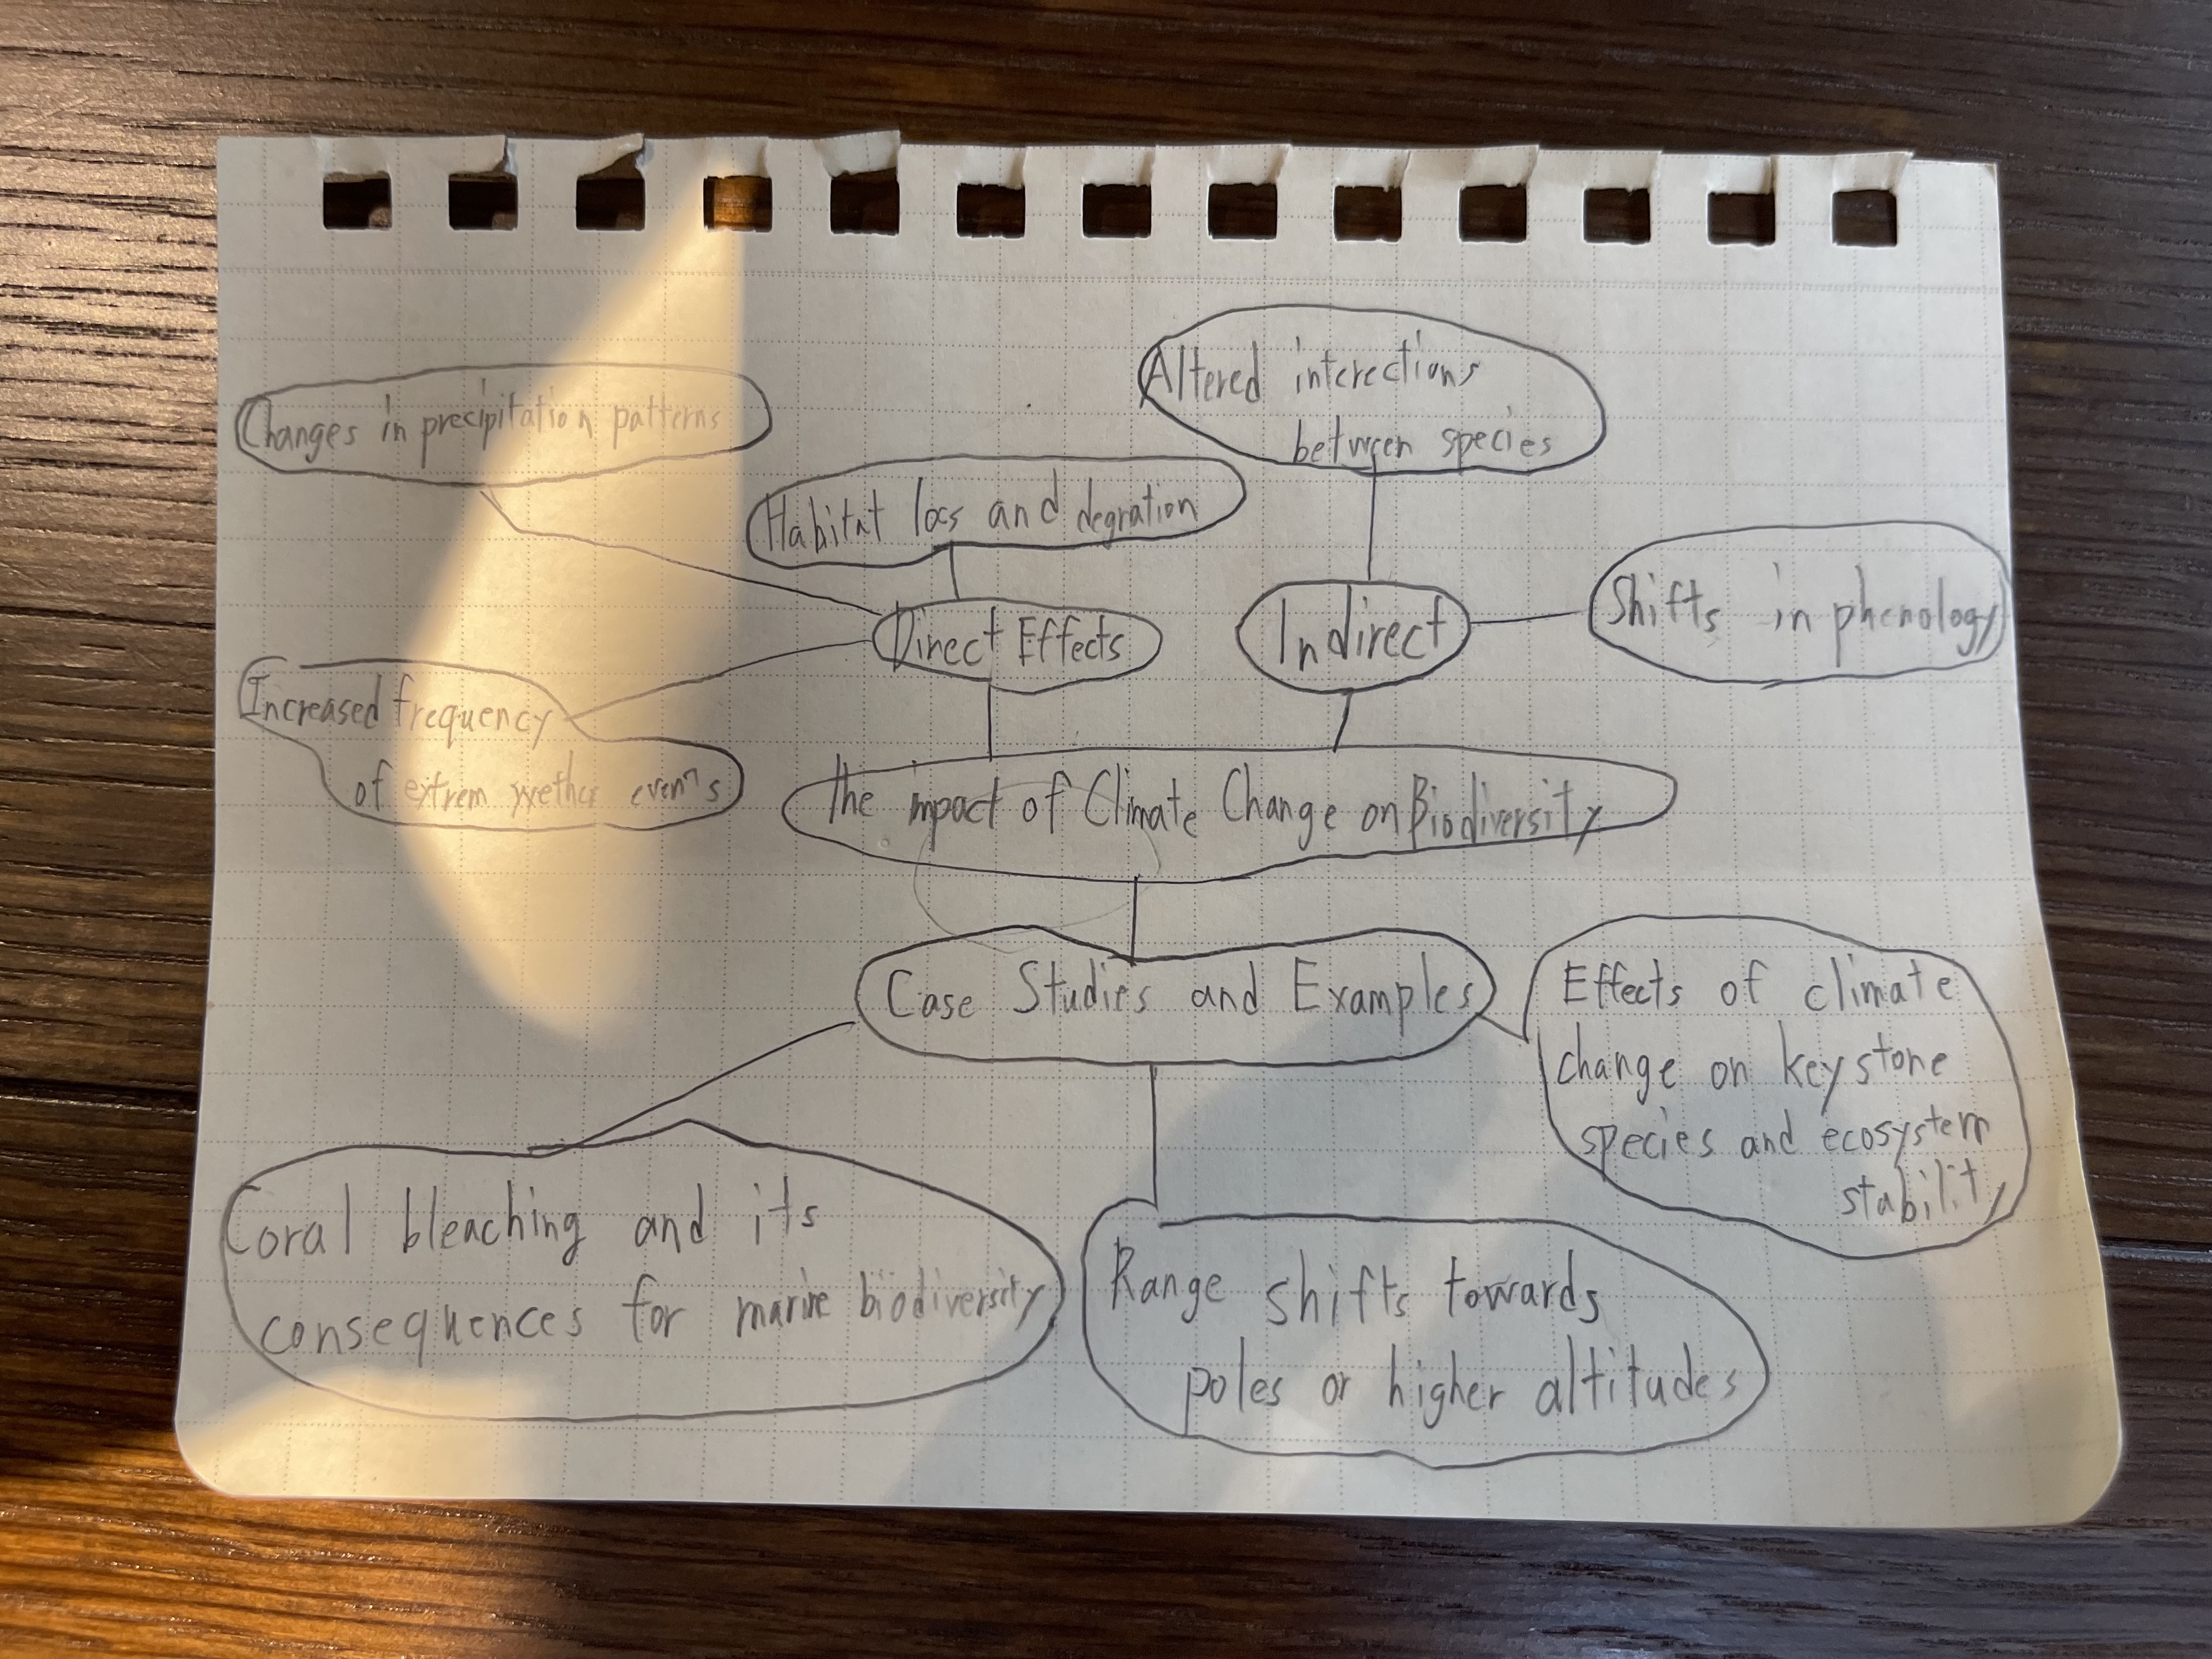 Altered interections
between species
Changes in precipitation patterns
Habitat loss and degration
Direct Effects
Indirect
Shifts in phenology
Increased frequency
of extrem wether events
the impact of Climate Change on Biodiversity
Case Studies and Examples
Effects of climate
change on keystone
species and ecosystem
stability
Coral bleaching and its
consequences for marine biodiversity
Range shifts towards
poles or higher altitudes